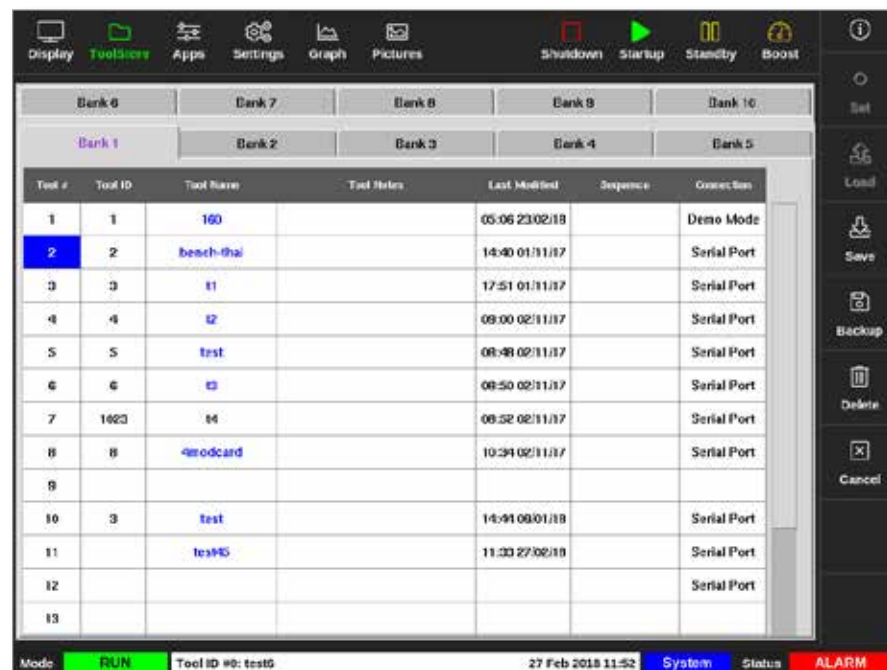 Display ToolStore Apps Settings Graph Pictures Shutdown Startup Standby Boost
Set
Load
Save
Backup
Delete
Cancel
Bank 6 Bank 7 Bank 8 Bank 9 Bank 10
Bank 1 Bank 2 Bank 3 Bank 4 Bank 5
Tool # Tool ID Tool Name Tool Notes Last Modified Sequence Connection
1 1 160 05:06 23/02/18 Demo Mode
2 2 bench-thai 14:40 01/11/17 Serial Port
3 3 t1 17:51 01/11/17 Serial Port
4 4 t2 08:00 02/11/17 Serial Port
5 5 test 08:48 02/11/17 Serial Port
6 6 t3 08:50 02/11/17 Serial Port
7 1623 t4 08:52 02/11/17 Serial Port
8 8 4modcard 10:34 02/11/17 Serial Port
9
10 3 test Serial Port
11 test45 11:33 27/02/18 Serial Port
12 Serial Port
13
Mode RUN Tool ID #0: test6 27 Feb 2018 11:52 System Status ALARM